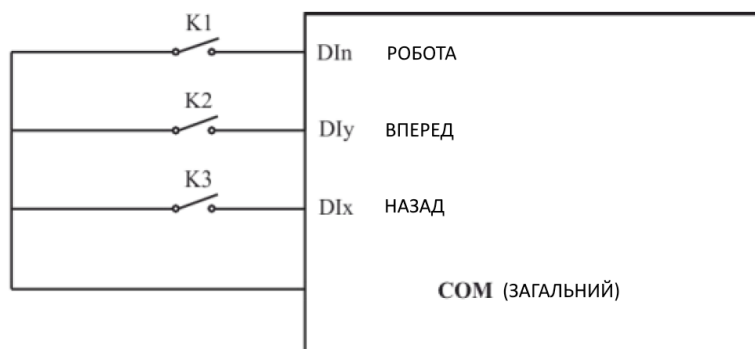 K1
DIn РОБОТА
K2
DIy ВПЕРЕД
K3
DIx НАЗАД
COM (ЗАГАЛЬНИЙ)